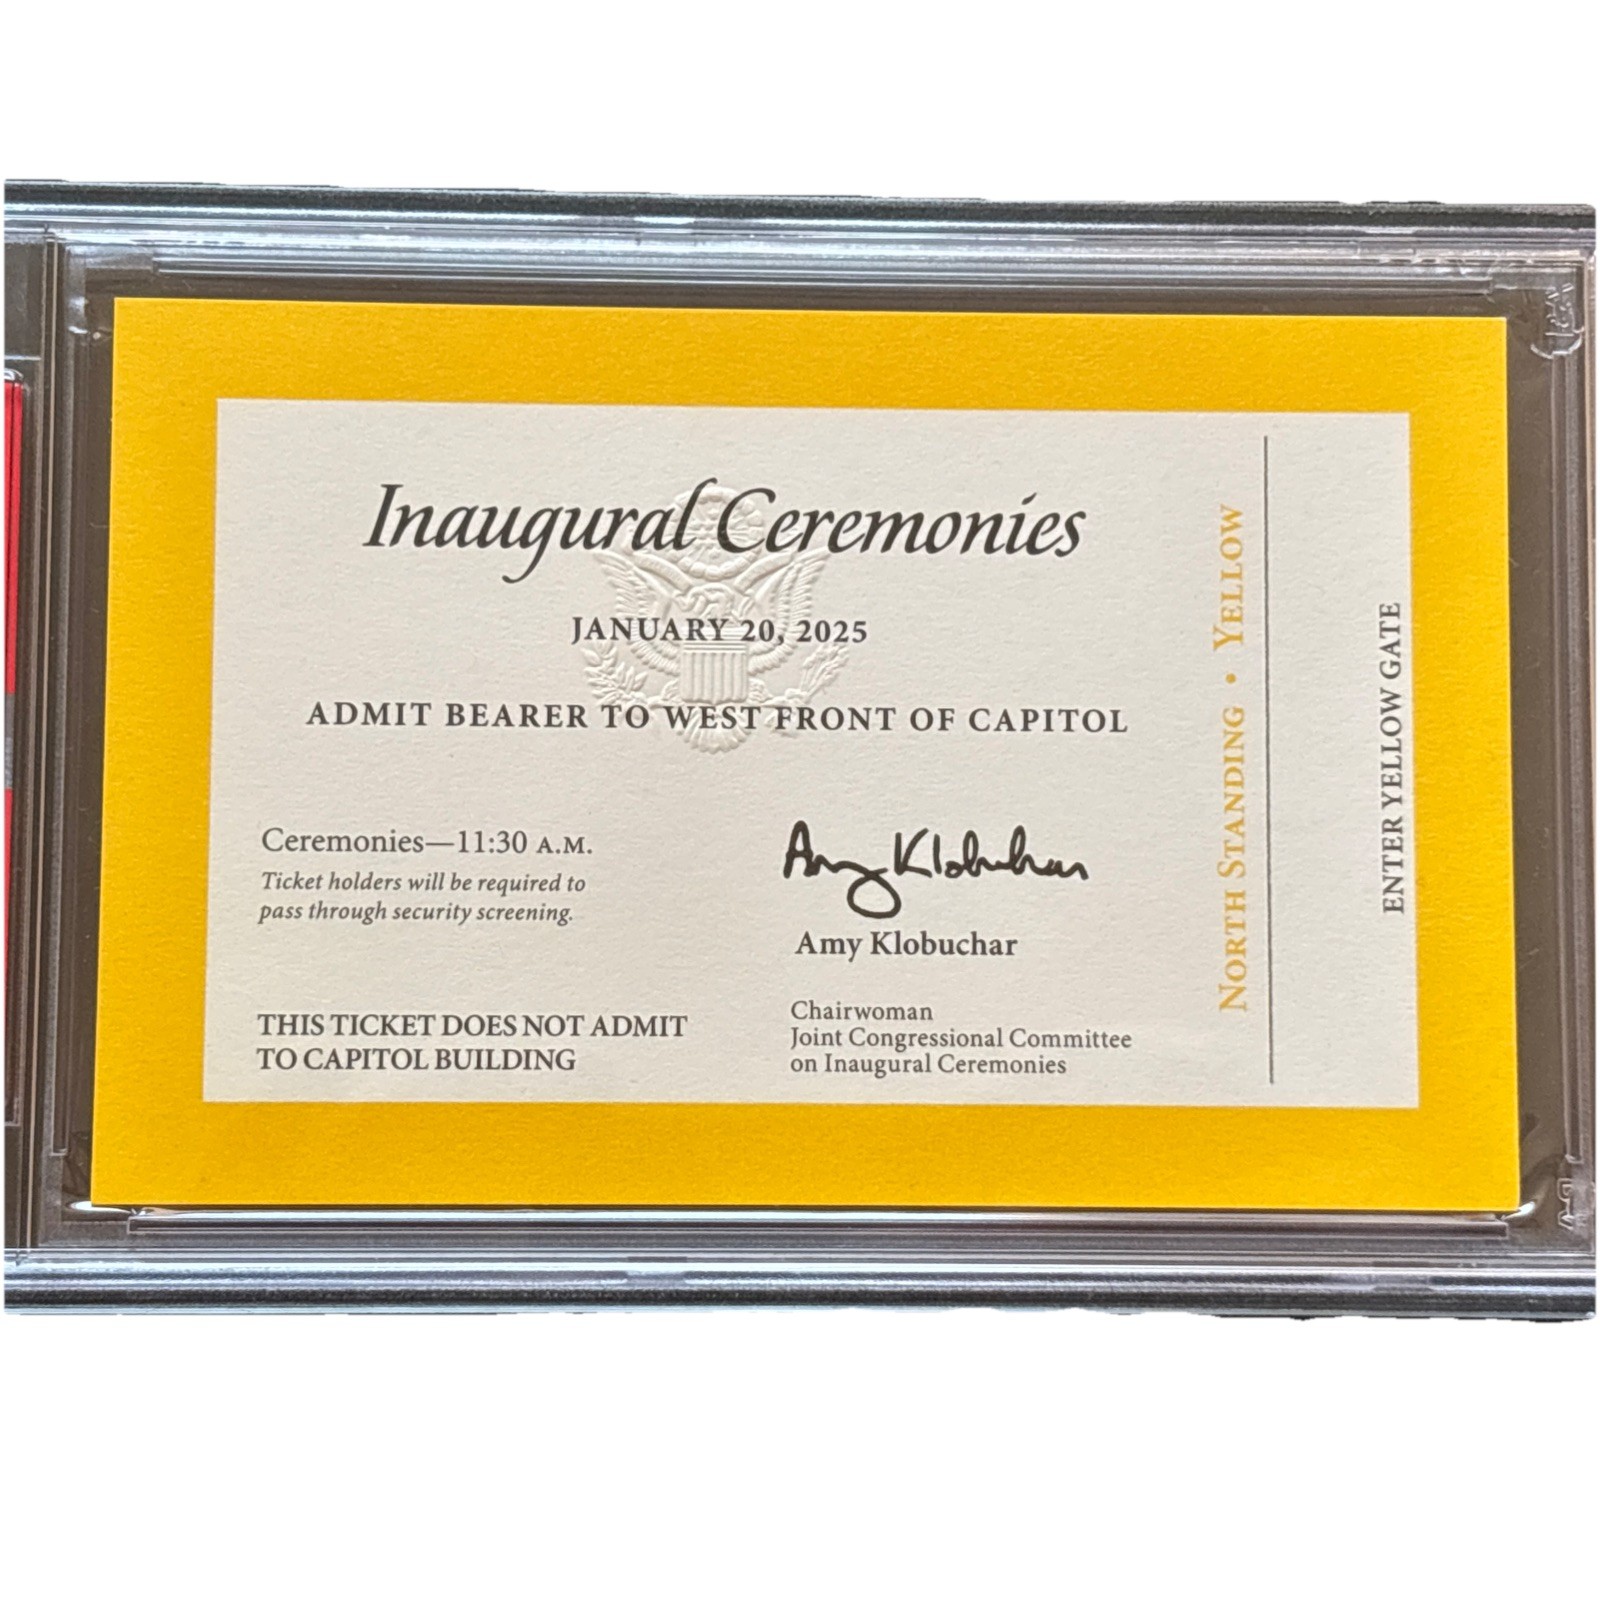 Inaugural Ceremonies
JANUARY 20, 2025
ADMIT BEARER TO WEST FRONT OF CAPITOL
Ceremonies—11:30 A.M.
Ticket holders will be required to
pass through security screening.
THIS TICKET DOES NOT ADMIT
TO CAPITOL BUILDING
Amy Klobuchar
Amy Klobuchar
Chairwoman
Joint Congressional Committee
on Inaugural Ceremonies
NORTH STANDING • YELLOW
ENTER YELLOW GATE